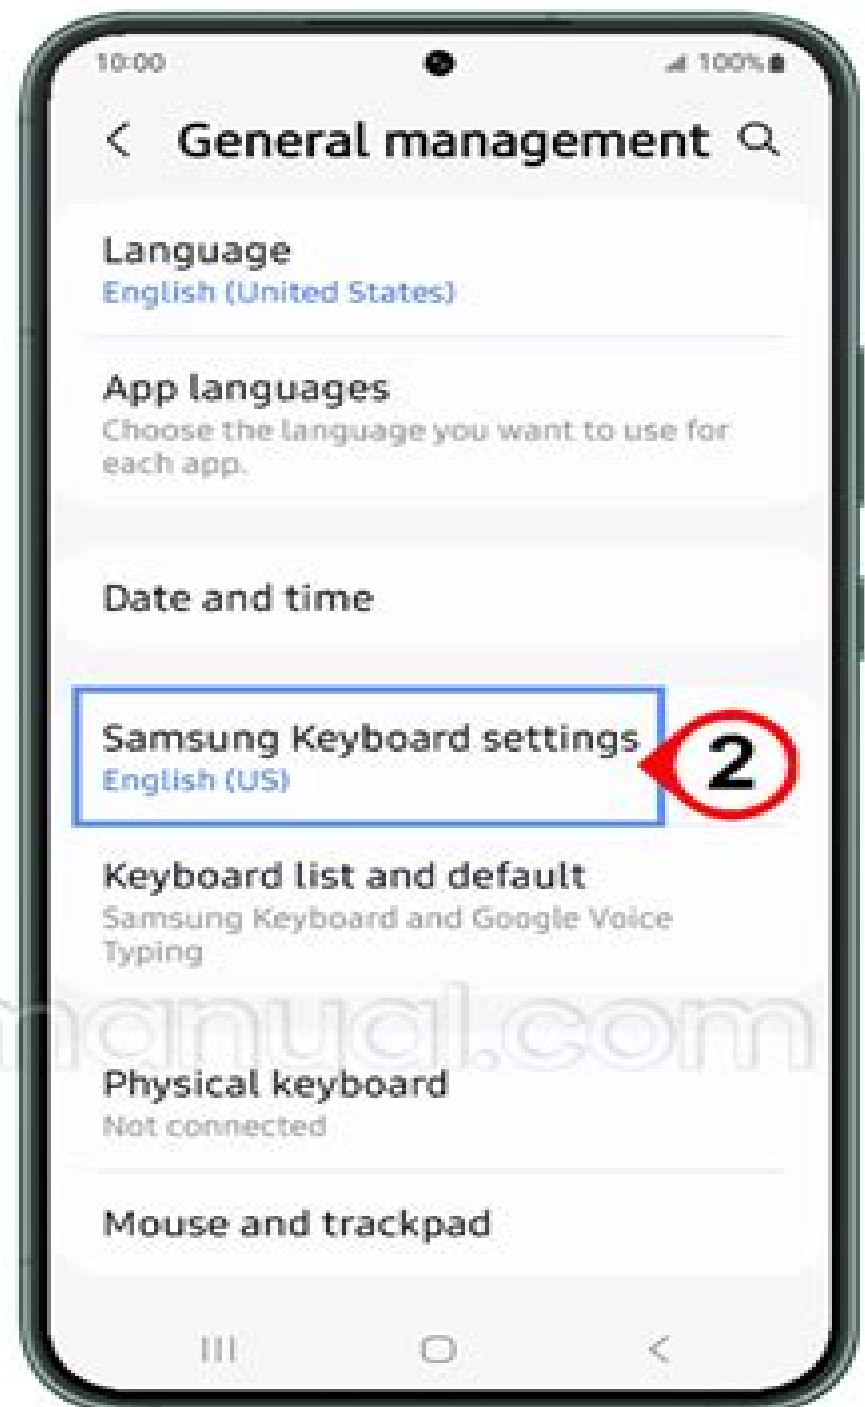 10:00
100%
General management
Language
English (United States)
App languages
Choose the language you want to use for
each app.
Date and time
Samsung Keyboard settings
English (US)
2
Keyboard list and default
Samsung Keyboard and Google Voice
Typing
manual.com
Physical keyboard
Not connected
Mouse and trackpad